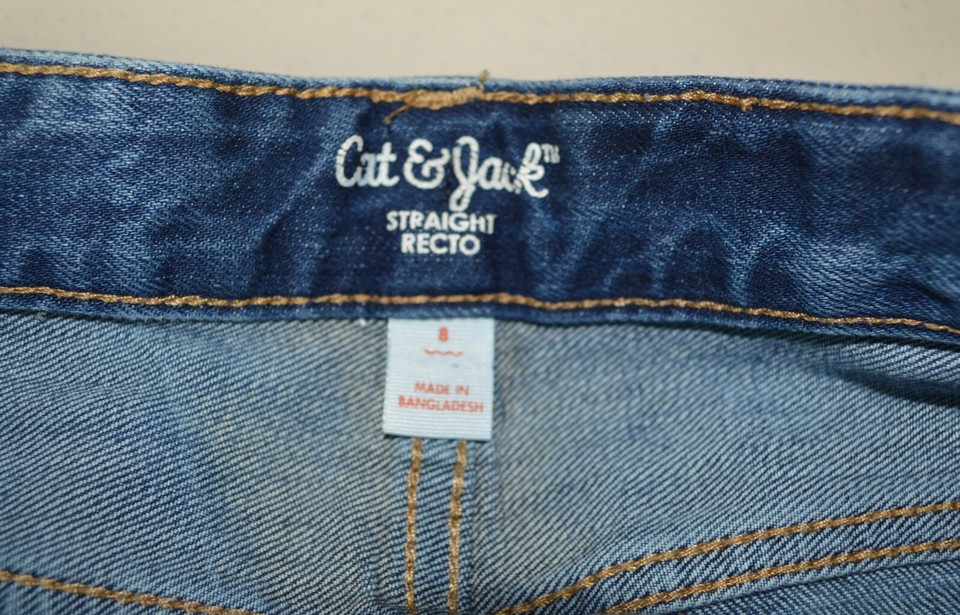 Cat & Jack™
STRAIGHT
RECTO
8
MADE IN
BANGLADESH